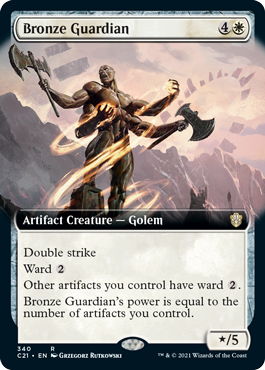 Bronze Guardian 4
Artifact Creature — Golem
Double strike
Ward 2
Other artifacts you control have ward 2.
Bronze Guardian's power is equal to the
number of artifacts you control.
★/5
340 R
C21 • EN GRZEGORZ RUTKOWSKI
™ & © 2021 Wizards of the Coast